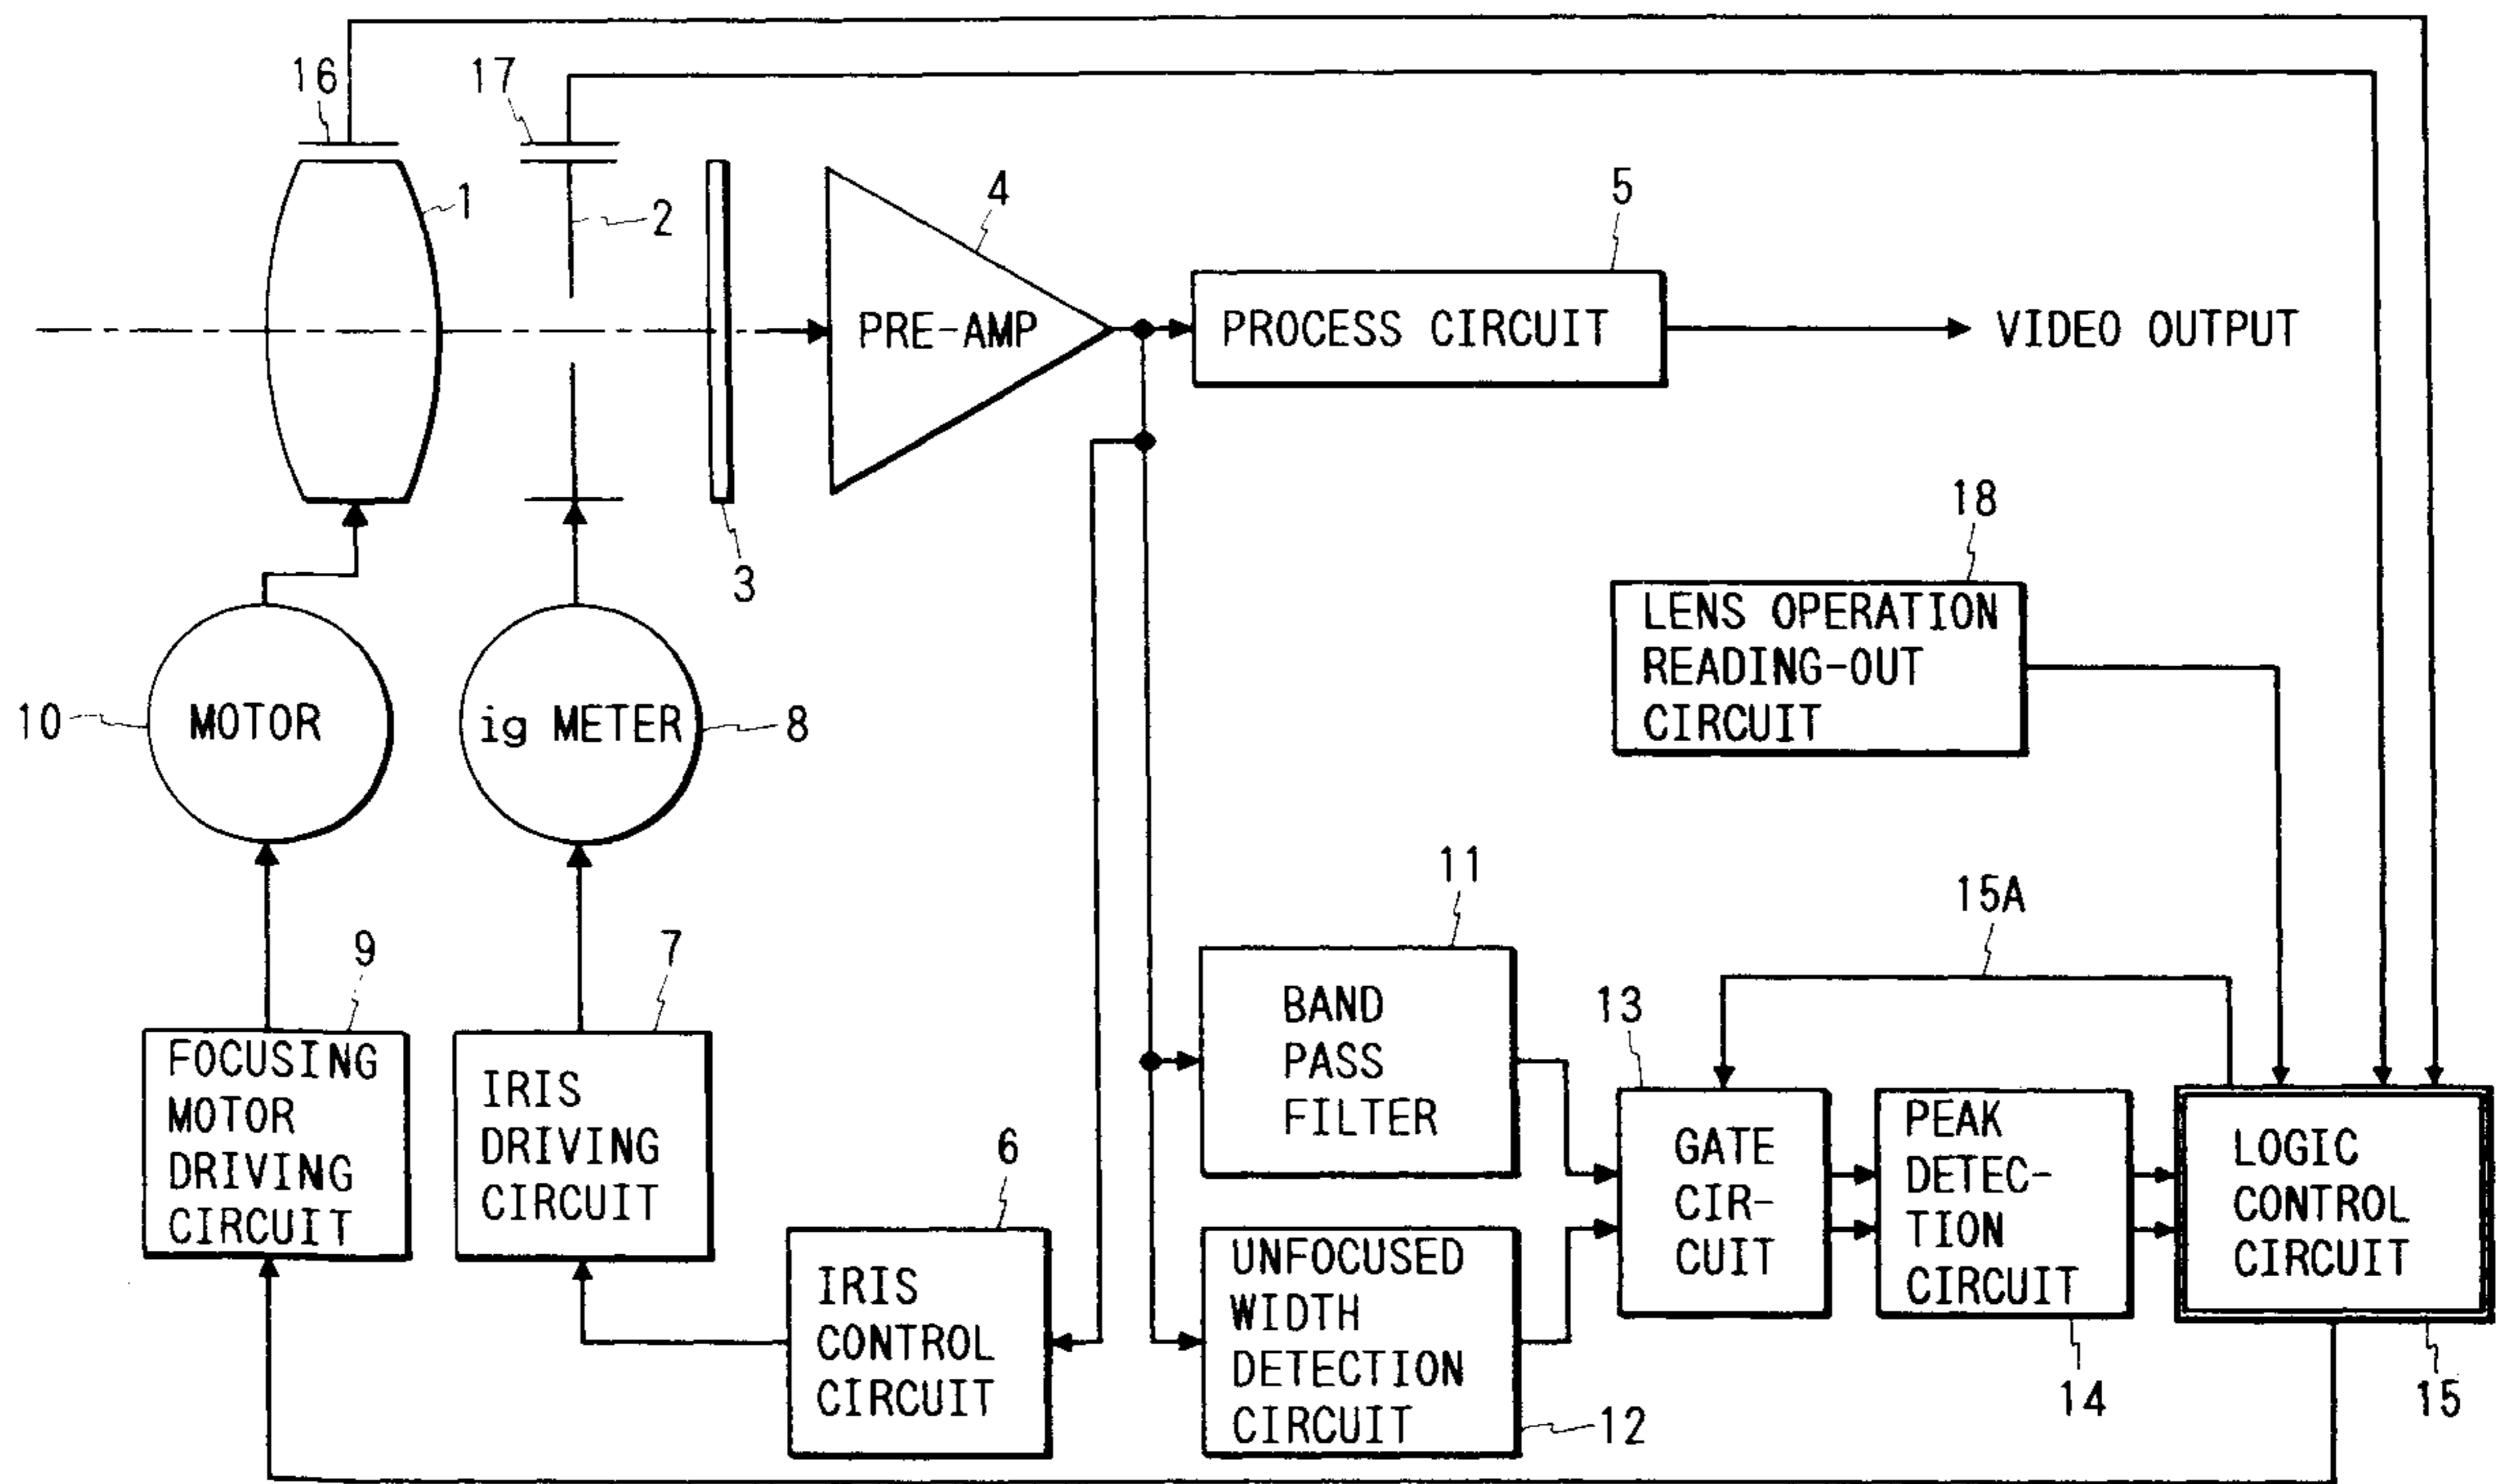 16
17
1
2
4
5
PRE-AMP
PROCESS CIRCUIT
VIDEO OUTPUT
3
18
LENS OPERATION
READING-OUT
CIRCUIT
10
MOTOR
ig METER
8
9
FOCUSING
MOTOR
DRIVING
CIRCUIT
7
IRIS
DRIVING
CIRCUIT
6
IRIS
CONTROL
CIRCUIT
11
BAND
PASS
FILTER
UNFOCUSED
WIDTH
DETECTION
CIRCUIT
12
13
GATE
CIR-
CUIT
15A
PEAK
DETEC-
TION
CIRCUIT
14
LOGIC
CONTROL
CIRCUIT
15